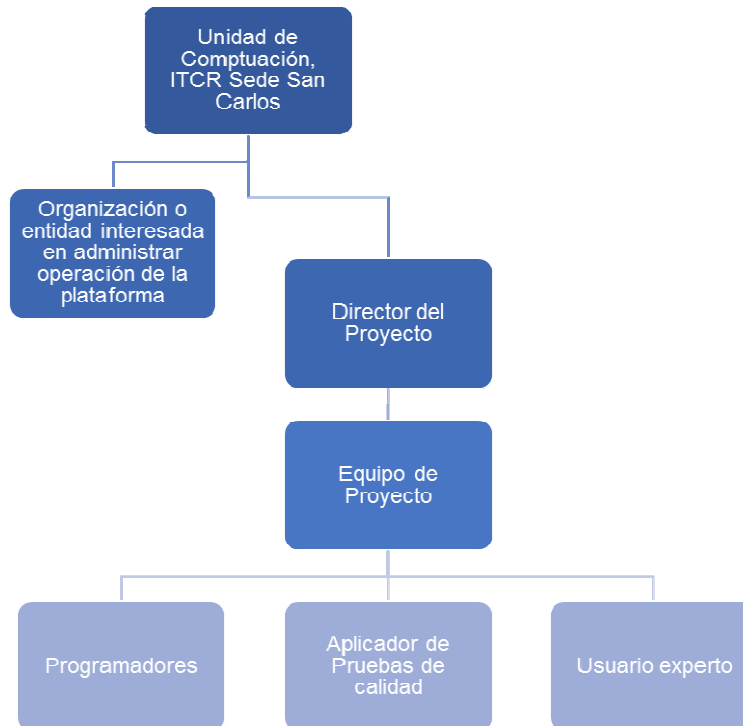 Unidad de
Comptuación,
ITCR Sede San
Carlos
Organización o
entidad interesada
en administrar
operación de la
plataforma
Director del
Proyecto
Equipo de
Proyecto
Programadores
Aplicador de
Pruebas de
calidad
Usuario experto